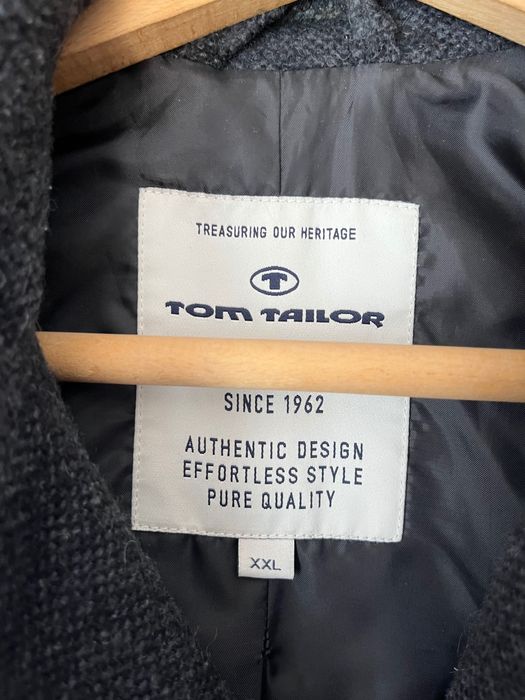 TREASURING OUR HERITAGE
T
TOM TAILOR
SINCE 1962
AUTHENTIC DESIGN
EFFORTLESS STYLE
PURE QUALITY
XXL